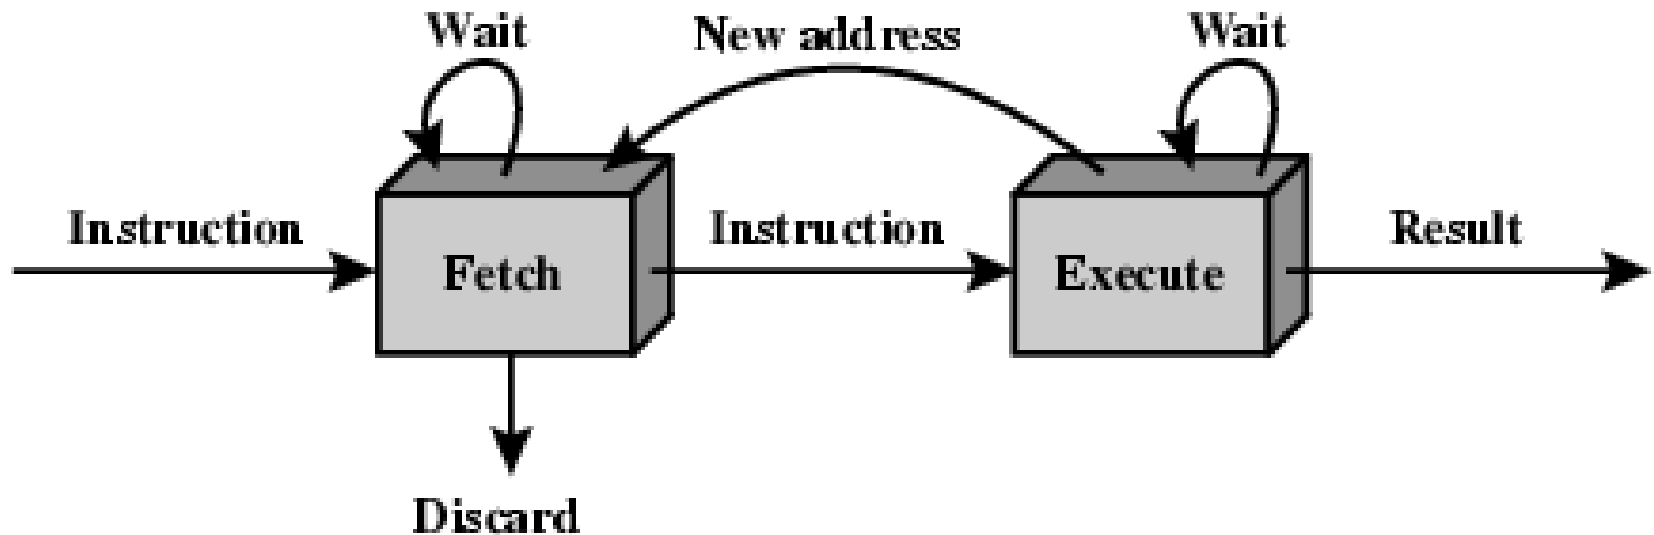 Wait
New address
Wait
Instruction
Fetch
Instruction
Execute
Result
Discard